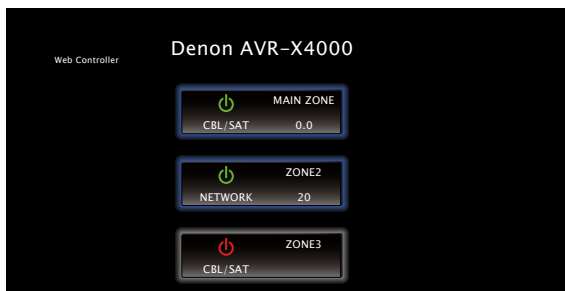 Denon AVR-X4000
Web Controller
MAIN ZONE
CBL/SAT 0.0
ZONE2
NETWORK 20
ZONE3
CBL/SAT